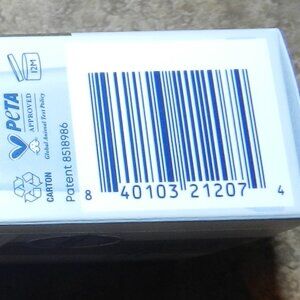 12M
PeTA
APPROVED
Global Animal Test Policy
CARTON
Patent 8518986
8 40103 21207 4